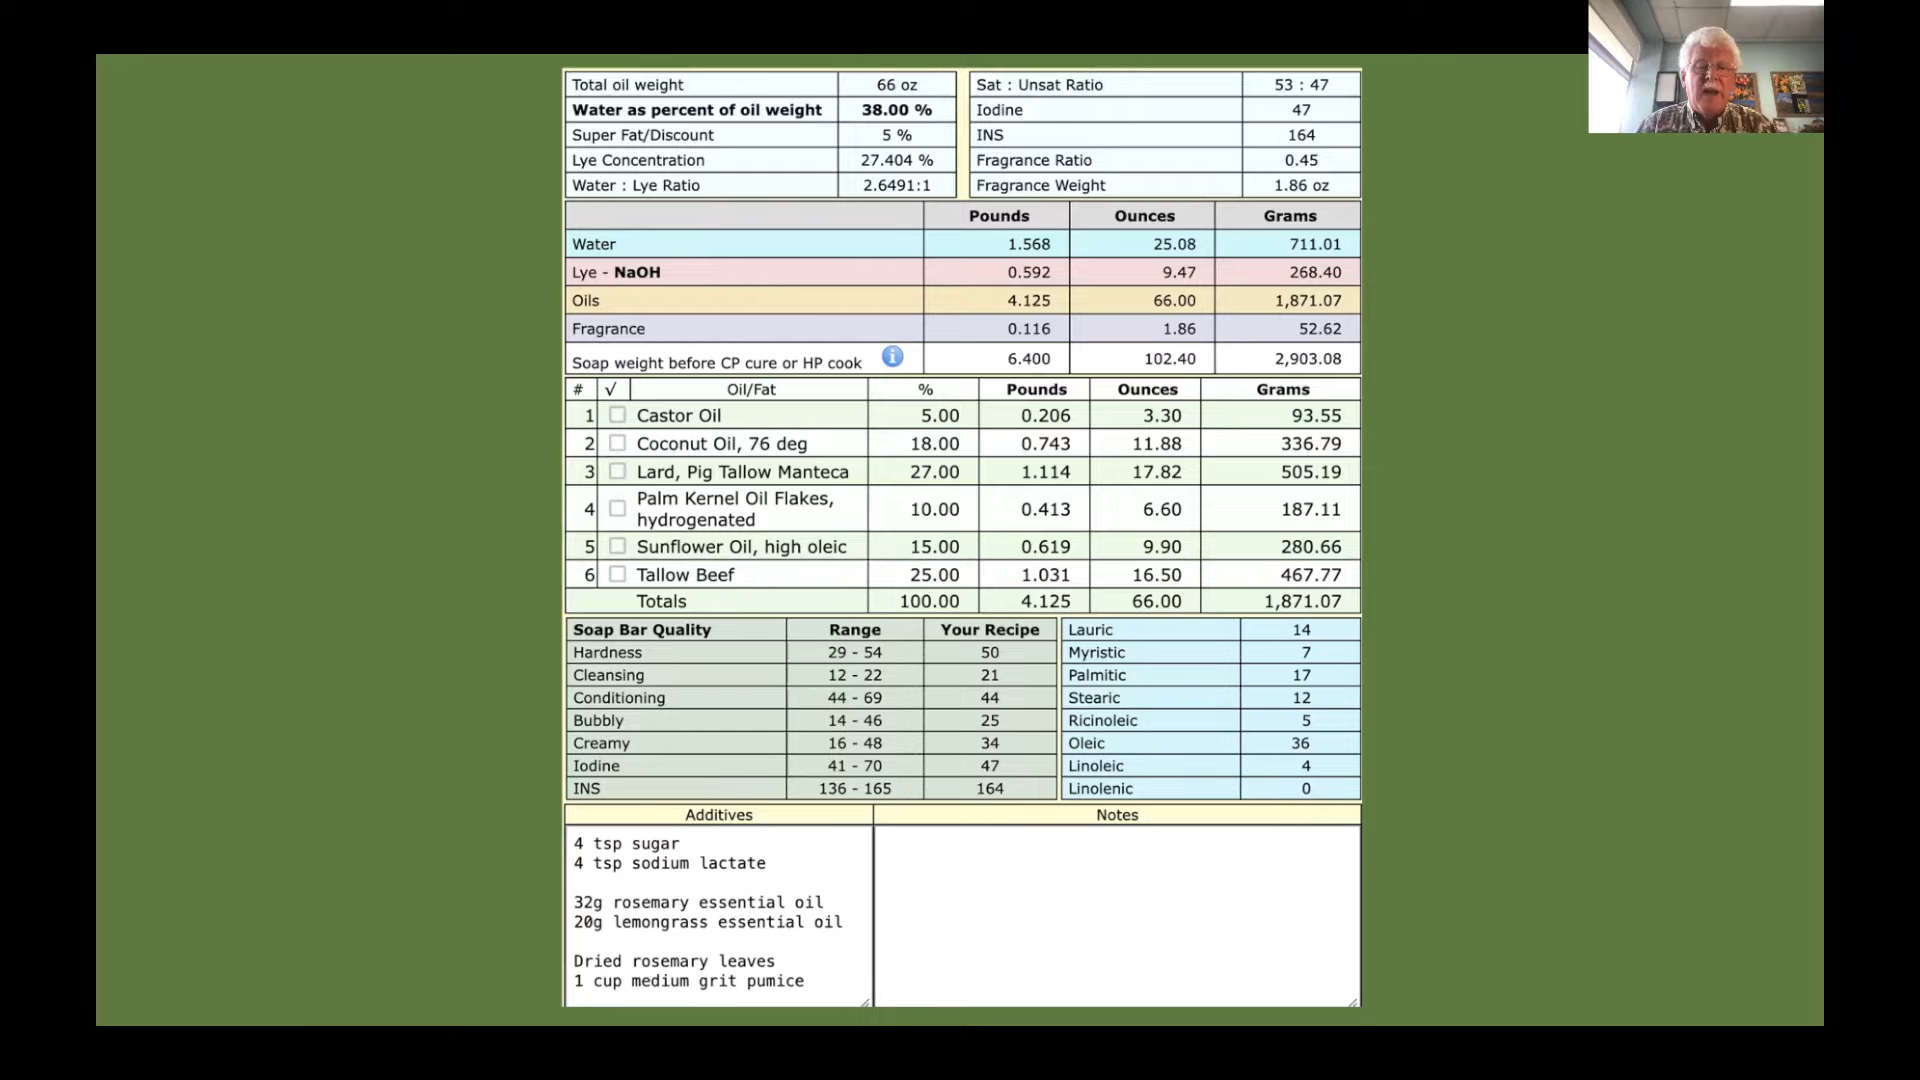 Total oil weight 66 oz
Water as percent of oil weight 38.00 %
Super Fat/Discount 5 %
Lye Concentration 27.404 %
Water : Lye Ratio 2.6491:1
Sat : Unsat Ratio 53 : 47
Iodine 47
INS 164
Fragrance Ratio 0.45
Fragrance Weight 1.86 oz
Pounds Ounces Grams
Water 1.568 25.08 711.01
Lye - NaOH 0.592 9.47 268.40
Oils 4.125 66.00 1,871.07
Fragrance 0.116 1.86 52.62
Soap weight before CP cure or HP cook i 6.400 102.40 2,903.08
# √ Oil/Fat % Pounds Ounces Grams
1 Castor Oil 5.00 0.206 3.30 93.55
2 Coconut Oil, 76 deg 18.00 0.743 11.88 336.79
3 Lard, Pig Tallow Manteca 27.00 1.114 17.82 505.19
4 Palm Kernel Oil Flakes,
hydrogenated 10.00 0.413 6.60 187.11
5 Sunflower Oil, high oleic 15.00 0.619 9.90 280.66
6 Tallow Beef 25.00 1.031 16.50 467.77
Totals 100.00 4.125 66.00 1,871.07
Soap Bar Quality Range Your Recipe
Hardness 29 - 54 50
Cleansing 12 - 22 21
Conditioning 44 - 69 44
Bubbly 14 - 46 25
Creamy 16 - 48 34
Iodine 41 - 70 47
INS 136 - 165 164
Lauric 14
Myristic 7
Palmitic 17
Stearic 12
Ricinoleic 5
Oleic 36
Linoleic 4
Linolenic 0
Additives
4 tsp sugar
4 tsp sodium lactate
32g rosemary essential oil
20g lemongrass essential oil
Dried rosemary leaves
1 cup medium grit pumice
Notes